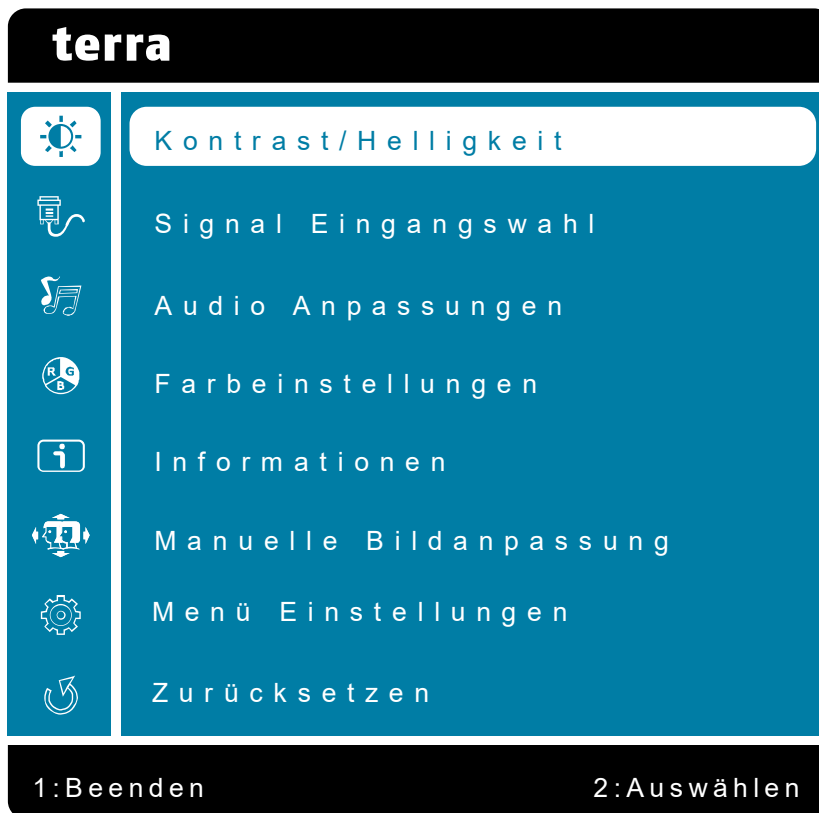 terra
Kontrast/Helligkeit
Signal Eingangswahl
Audio Anpassungen
R G
B
Farbeinstellungen
i
Informationen
Manuelle Bildanpassung
Menü Einstellungen
Zurücksetzen
1:Beenden 2:Auswählen